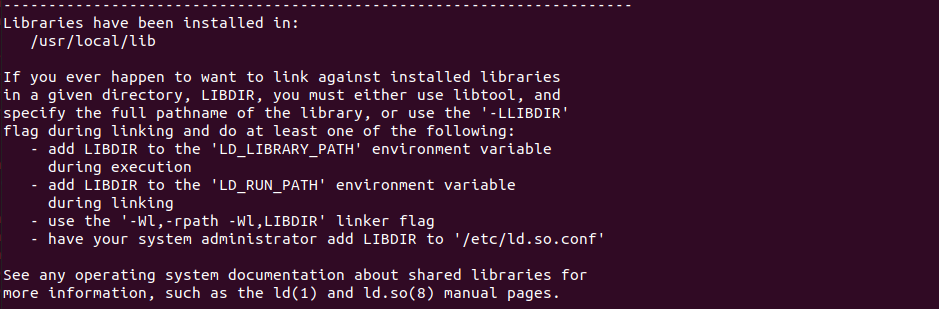 ----------------------------------------------------------------------
Libraries have been installed in:
   /usr/local/lib

If you ever happen to want to link against installed libraries
in a given directory, LIBDIR, you must either use libtool, and
specify the full pathname of the library, or use the '-LLIBDIR'
flag during linking and do at least one of the following:
   - add LIBDIR to the 'LD_LIBRARY_PATH' environment variable
     during execution
   - add LIBDIR to the 'LD_RUN_PATH' environment variable
     during linking
   - use the '-Wl,-rpath -Wl,LIBDIR' linker flag
   - have your system administrator add LIBDIR to '/etc/ld.so.conf'

See any operating system documentation about shared libraries for
more information, such as the ld(1) and ld.so(8) manual pages.